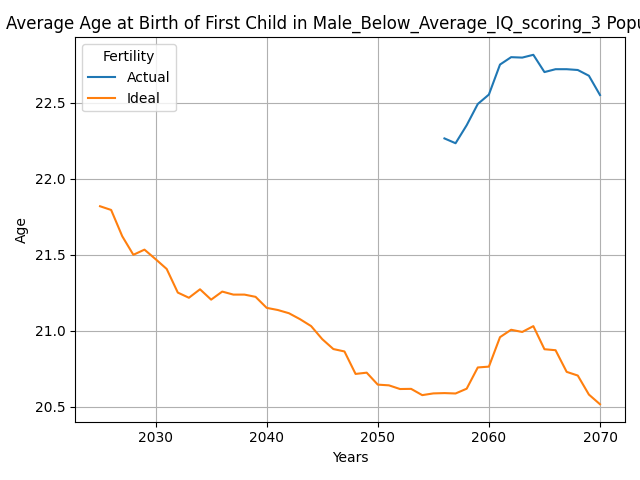 Average Age at Birth of First Child in Male_Below_Average_IQ_scoring_3 Popu
Fertility
Actual
Ideal
22.5
22.0
21.5
21.0
20.5
Age
2030 2040 2050 2060 2070
Years